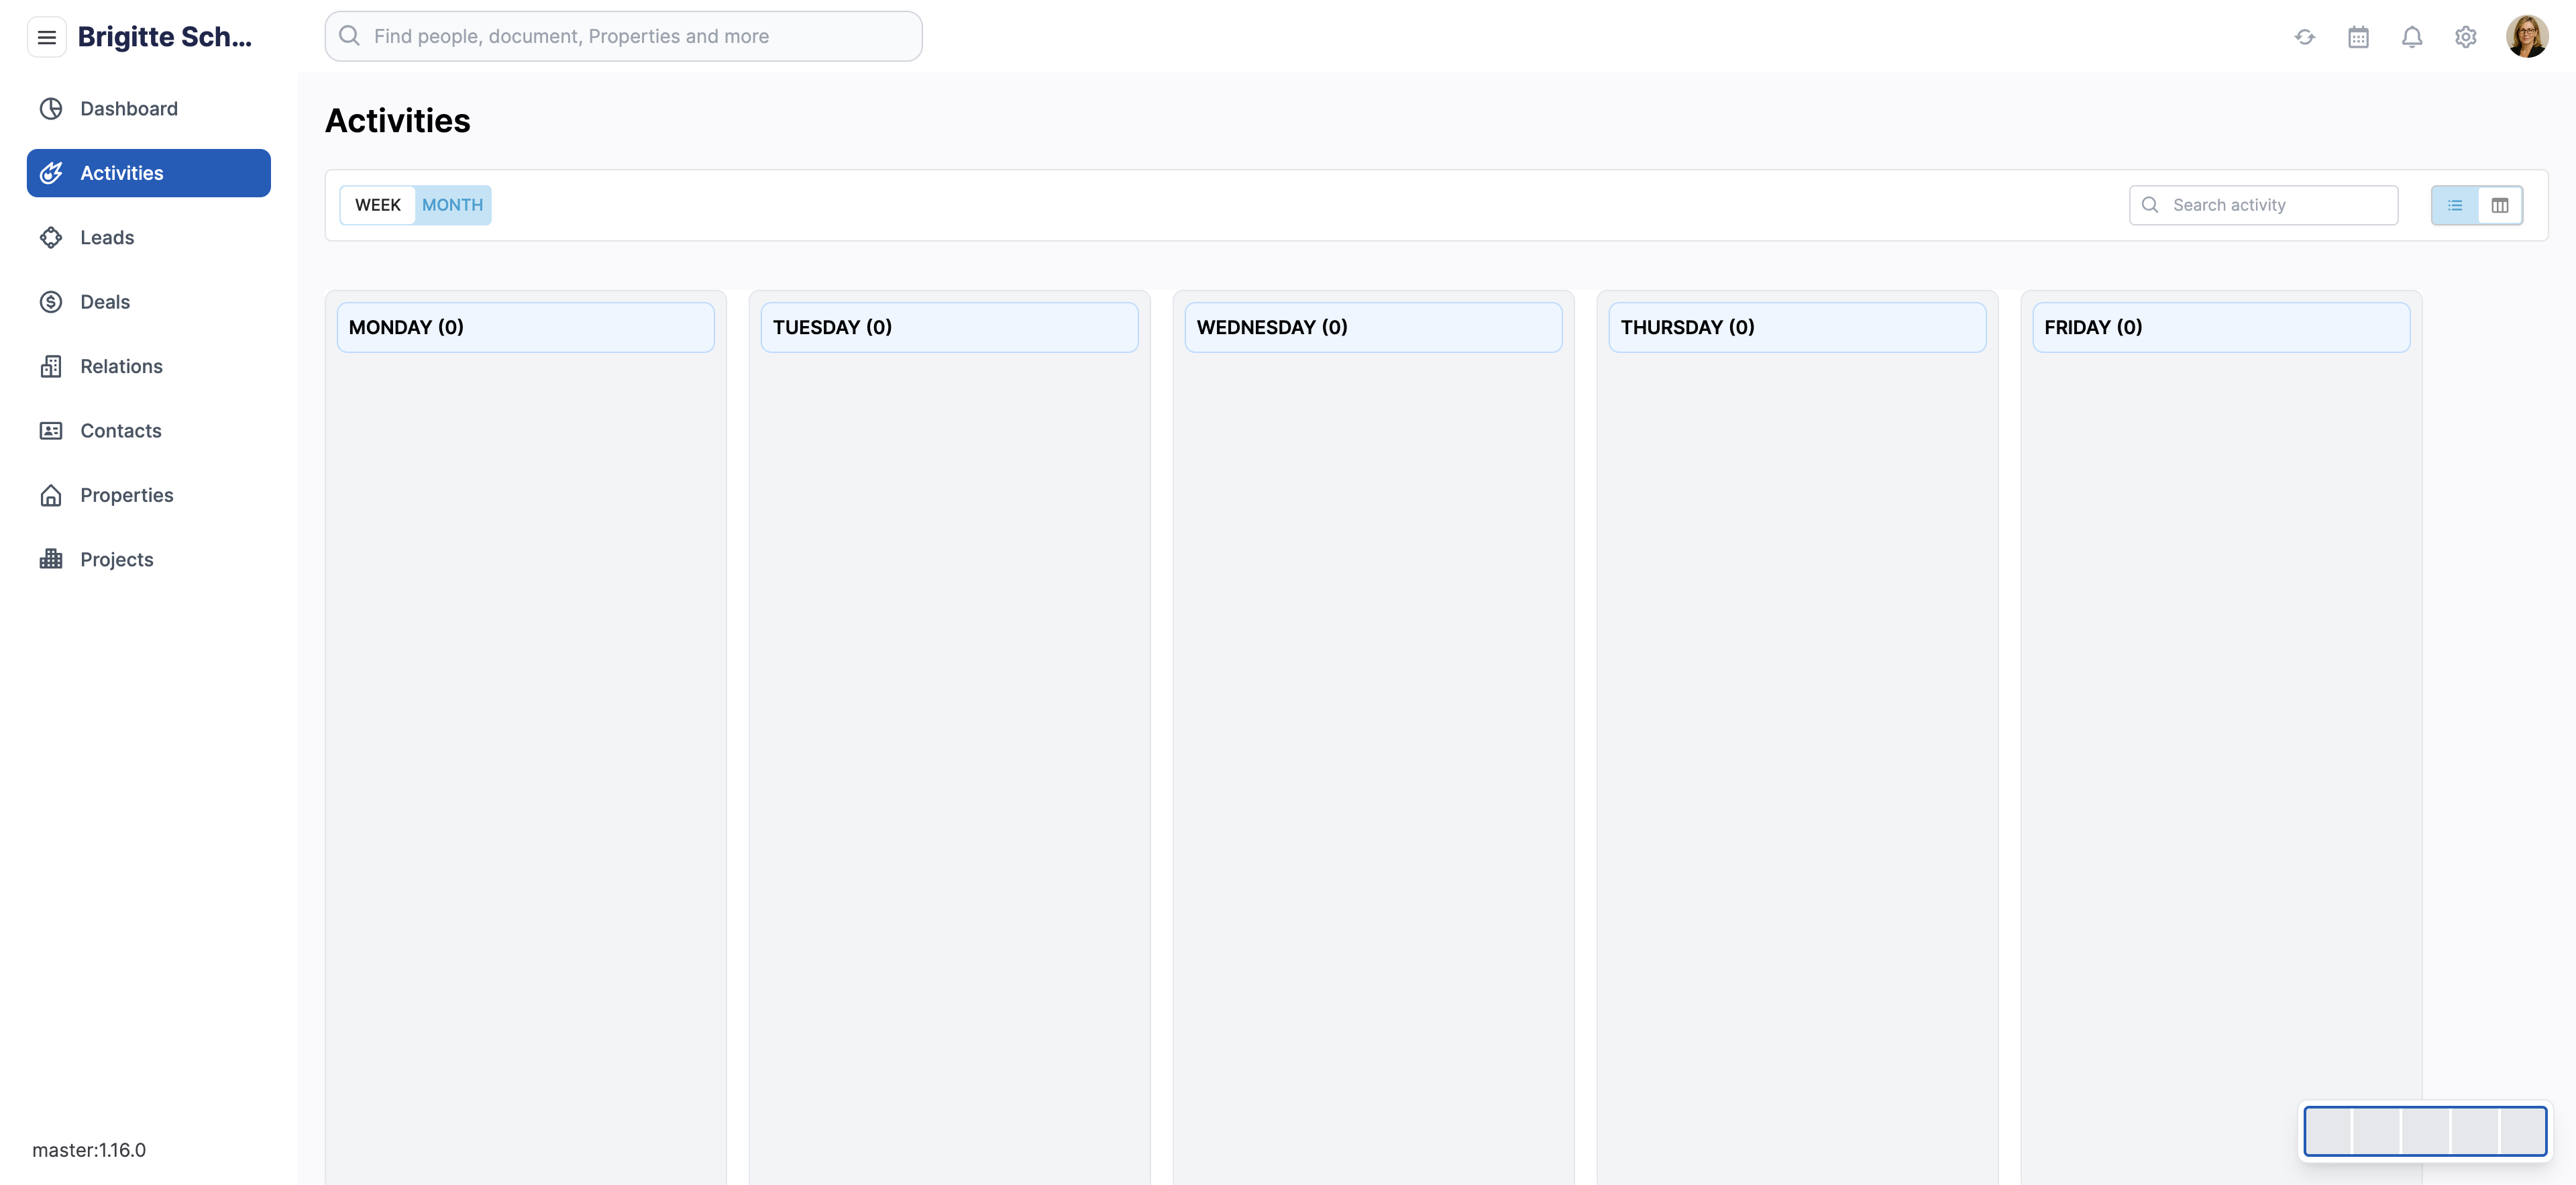 Brigitte Sch...
Find people, document, Properties and more
Dashboard
Activities
Leads
Deals
Relations
Contacts
Properties
Projects
master:1.16.0
Activities
WEEK MONTH
Search activity
MONDAY (0)
TUESDAY (0)
WEDNESDAY (0)
THURSDAY (0)
FRIDAY (0)